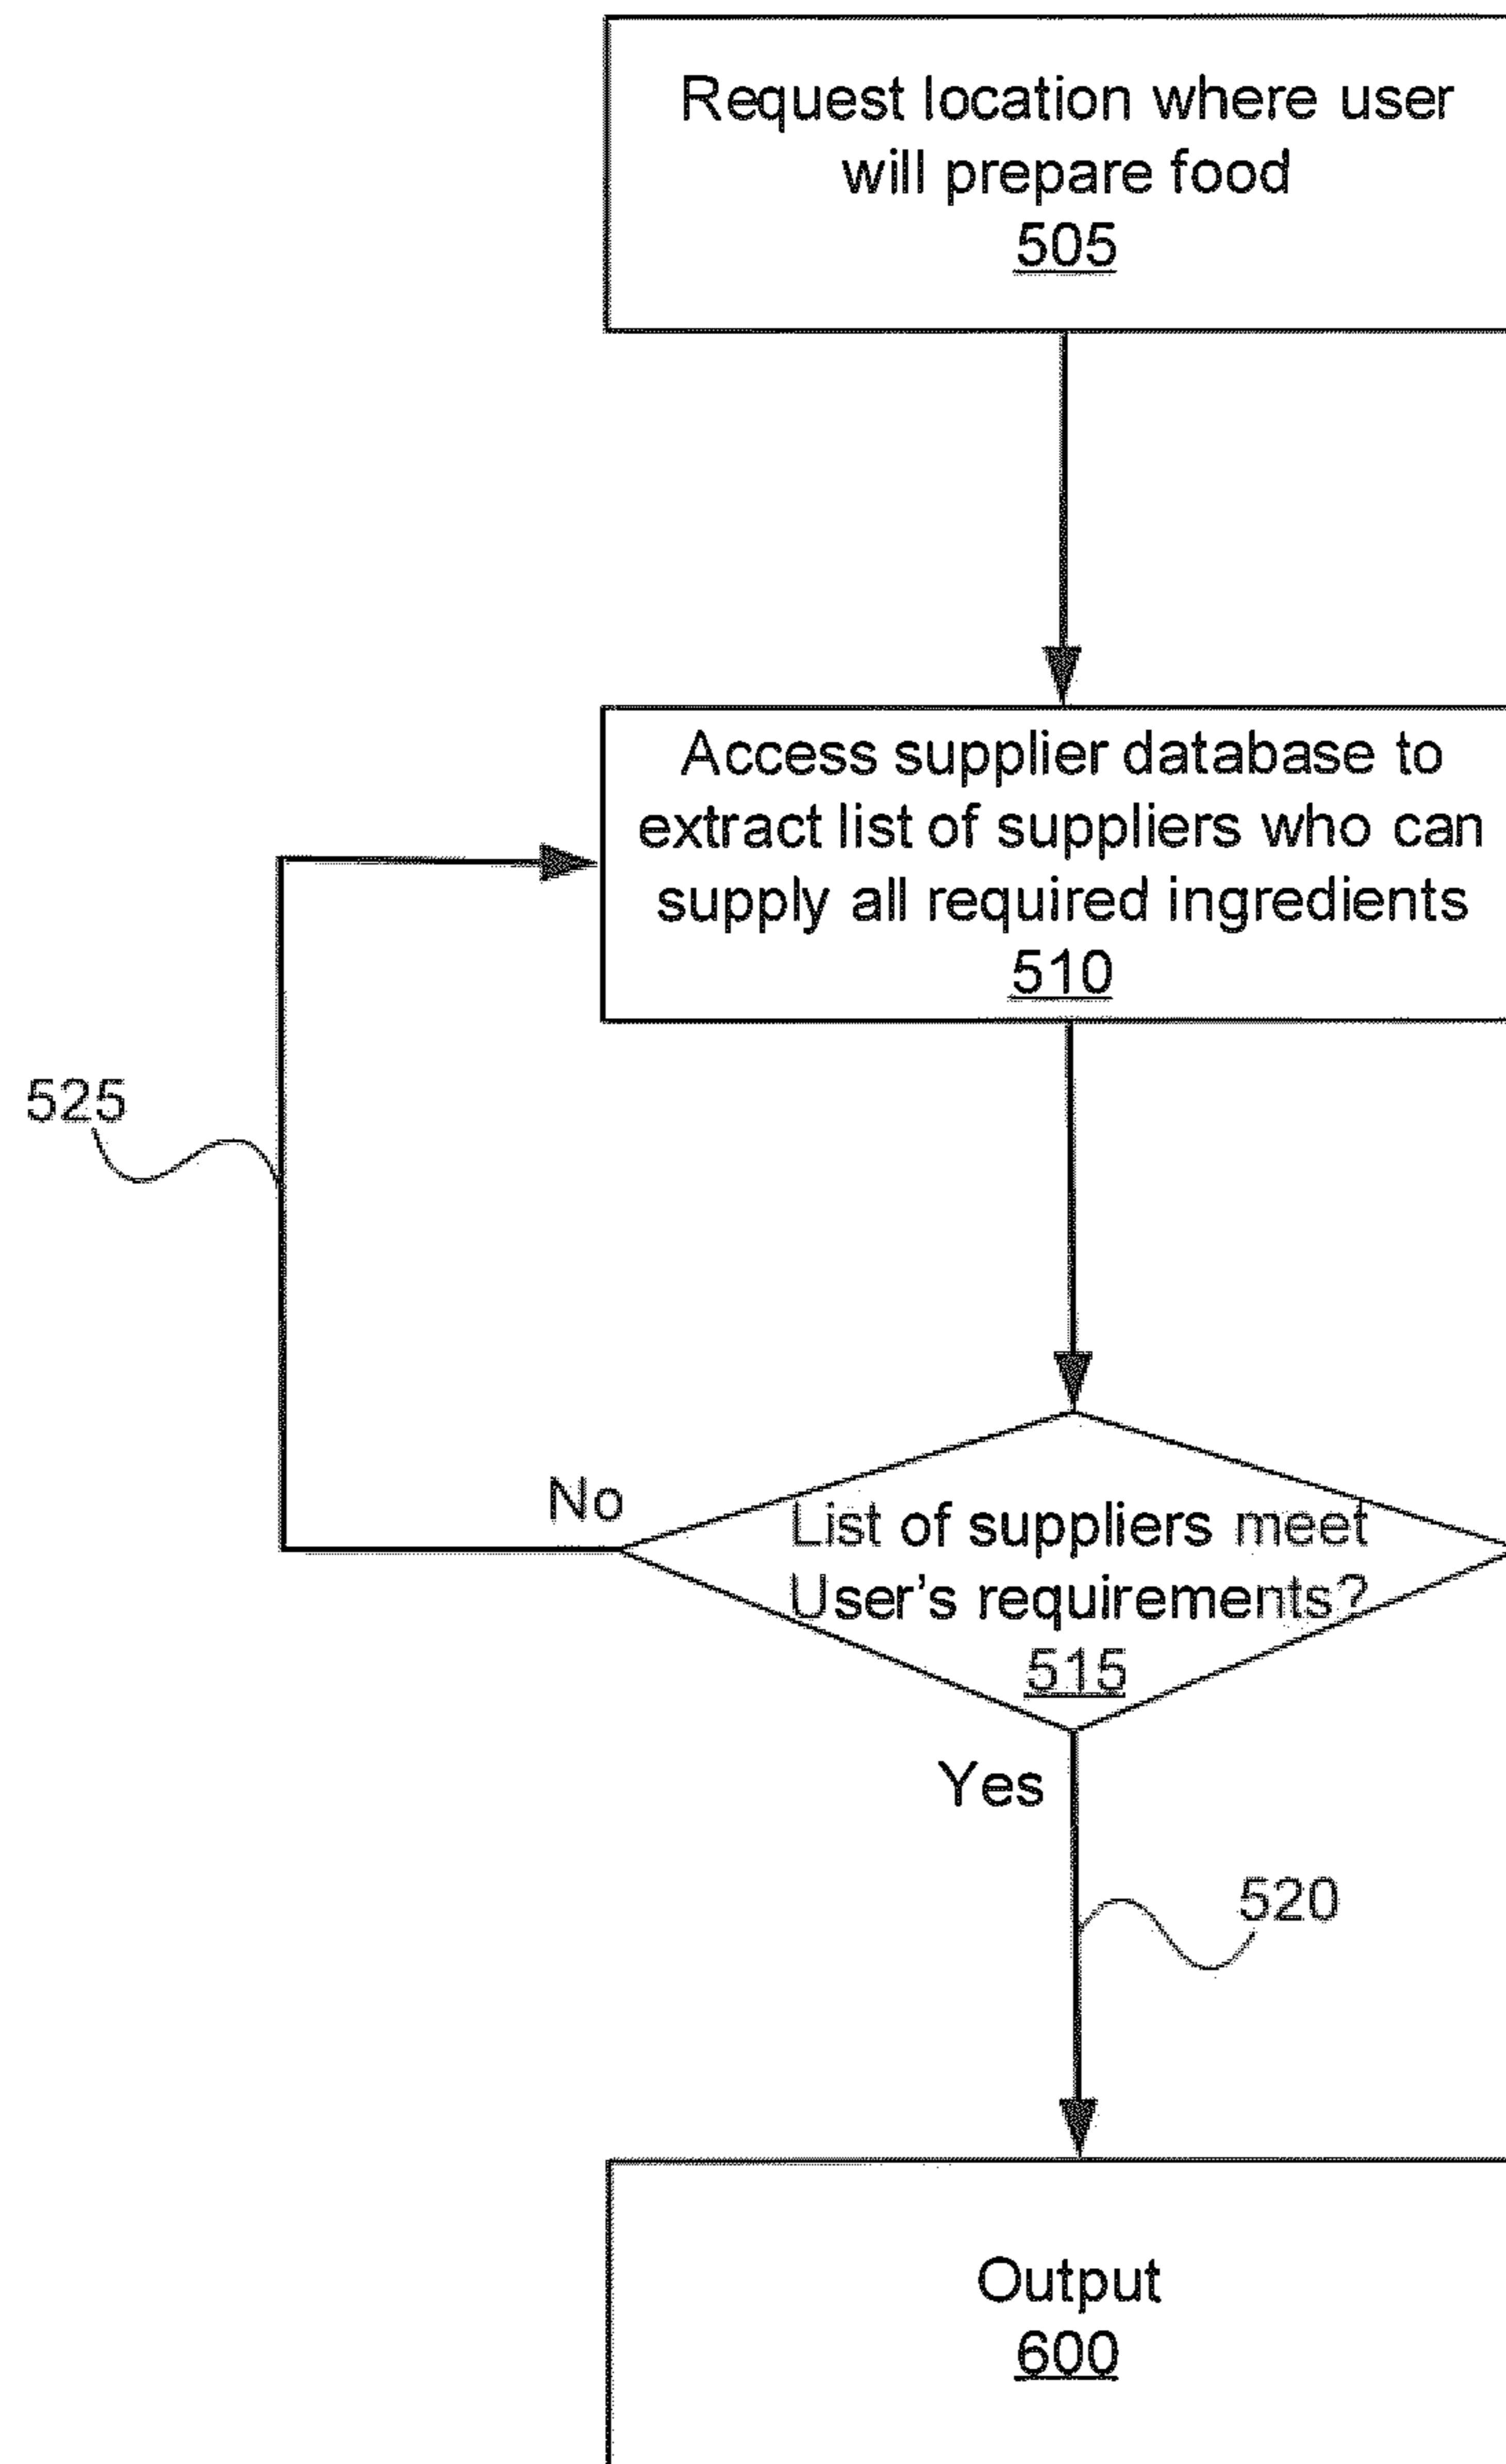 Request location where user
will prepare food
505
Access supplier database to
extract list of suppliers who can
supply all required ingredients
510
525
No
List of suppliers meet
User's requirements?
515
Yes
520
Output
600